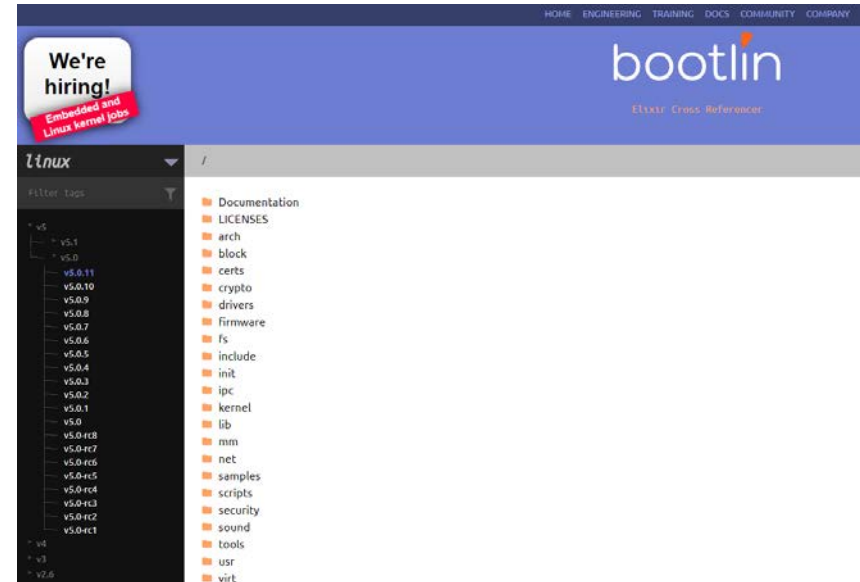 HOME ENGINEERING TRAINING DOCS COMMUNITY COMPANY
We're
hiring!
Embedded and
Linux kernel jobs
bootlin
Elixir Cross Referencer
linux
/
Filter tags
v5
v5.1
v5.0
v5.0.11
v5.0.10
v5.0.9
v5.0.8
v5.0.7
v5.0.6
v5.0.5
v5.0.4
v5.0.3
v5.0.2
v5.0.1
v5.0
v5.0-rc8
v5.0-rc7
v5.0-rc6
v5.0-rc5
v5.0-rc4
v5.0-rc3
v5.0-rc2
v5.0-rc1
v4
v3
v2.6
Documentation
LICENSES
arch
block
certs
crypto
drivers
firmware
fs
include
init
ipc
kernel
lib
mm
net
samples
scripts
security
sound
tools
usr
virt